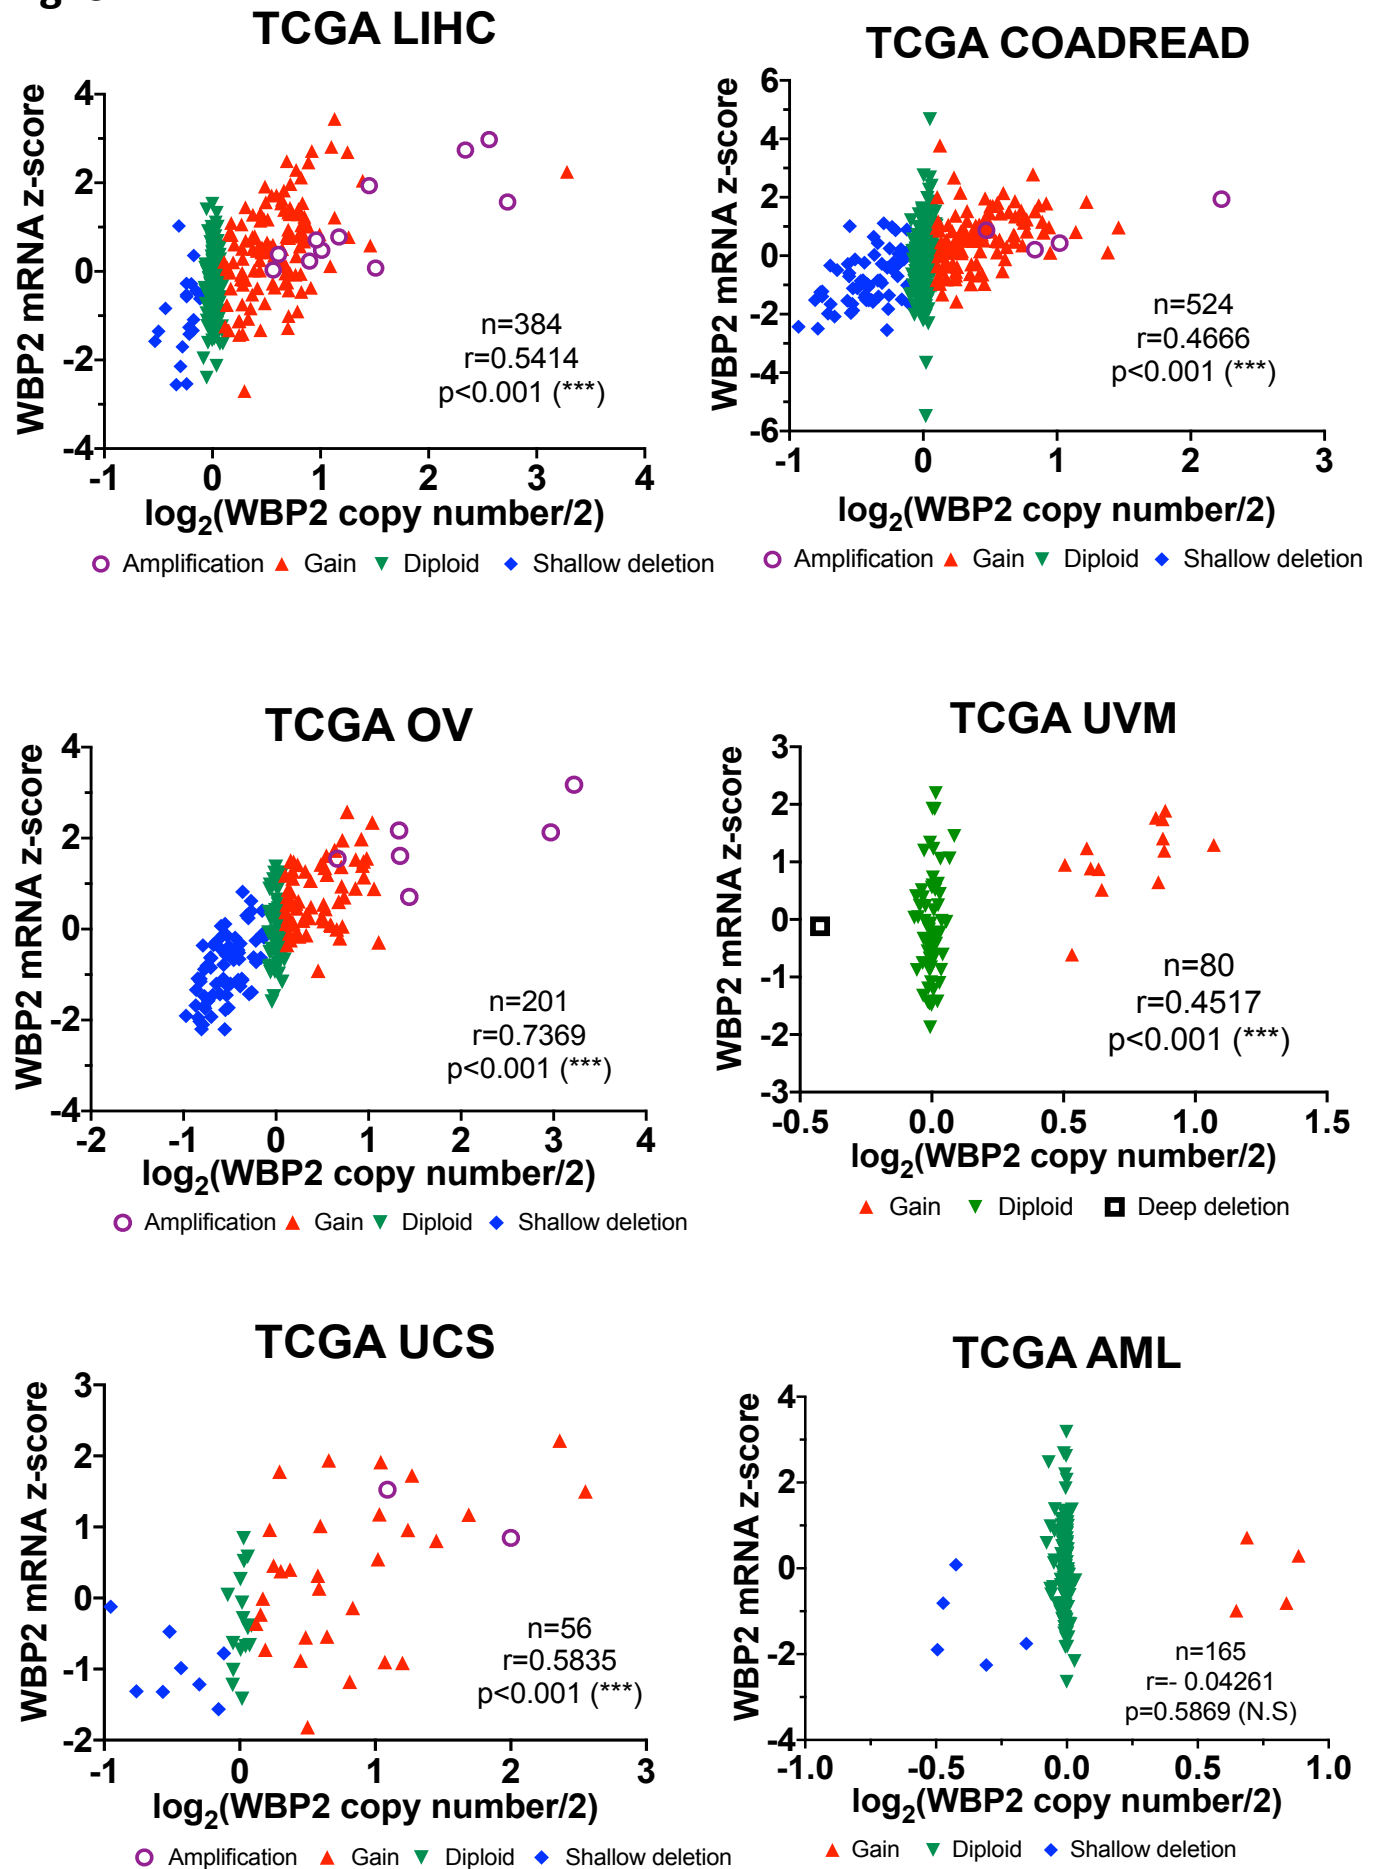 TCGA LIHC
WBP2 mRNA z-score
4
2
0
-2
-4
-1 0 1 2 3 4
n=384
r=0.5414
p<0.001 (***)
log2(WBP2 copy number/2)
Amplification Gain Diploid Shallow deletion
TCGA COADREAD
WBP2 mRNA z-score
6
4
2
0
-2
-4
-6
-1 0 1 2 3
n=524
r=0.4666
p<0.001 (***)
log2(WBP2 copy number/2)
Amplification Gain Diploid Shallow deletion
TCGA OV
WBP2 mRNA z-score
4
2
0
-2
-4
-2 -1 0 1 2 3 4
n=201
r=0.7369
p<0.001 (***)
log2(WBP2 copy number/2)
Amplification Gain Diploid Shallow deletion
TCGA UVM
WBP2 mRNA z-score
3
2
1
0
-1
-2
-3
-0.5 0.0 0.5 1.0 1.5
n=80
r=0.4517
p<0.001 (***)
log2(WBP2 copy number/2)
Gain Diploid Deep deletion
TCGA UCS
WBP2 mRNA z-score
3
2
1
0
-1
-2
-1 0 1 2 3
n=56
r=0.5835
p<0.001 (***)
log2(WBP2 copy number/2)
Amplification Gain Diploid Shallow deletion
TCGA AML
WBP2 mRNA z-score
4
2
0
-2
-4
-1.0 -0.5 0.0 0.5 1.0
n=165
r=- 0.04261
p=0.5869 (N.S)
log2(WBP2 copy number/2)
Gain Diploid Shallow deletion